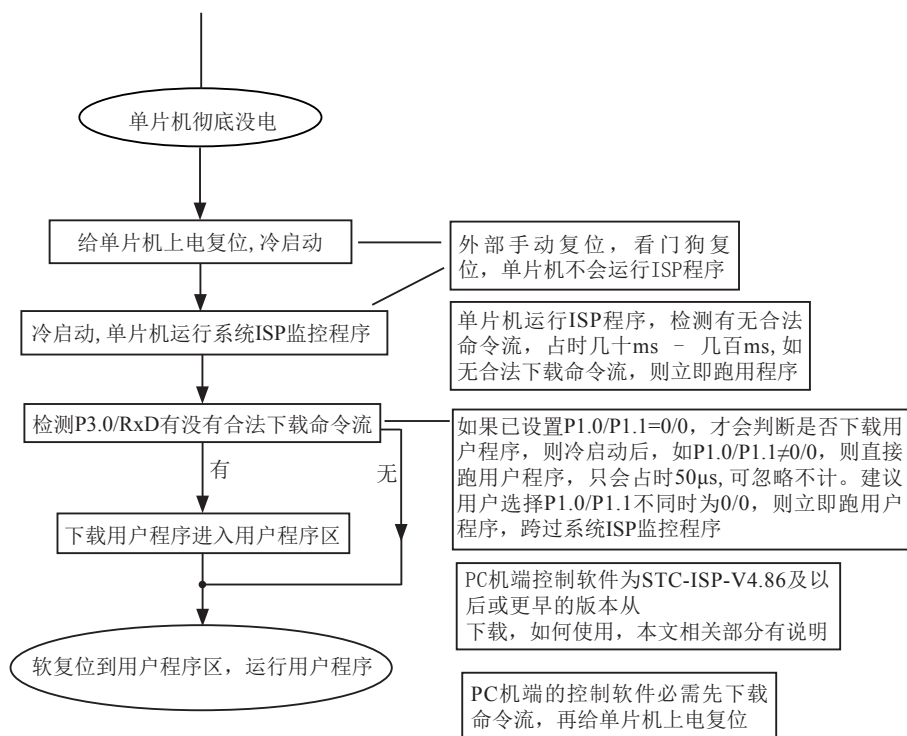 单片机彻底没电
给单片机上电复位,冷启动
外部手动复位，看门狗复
位，单片机不会运行ISP程序
冷启动,单片机运行系统ISP监控程序
单片机运行ISP程序，检测有无合法
命令流，占时几十ms - 几百ms,如
无合法下载命令流，则立即跑用程序
检测P3.0/RxD有没有合法下载命令流
如果已设置P1.0/P1.1=0/0，才会判断是否下载用
户程序，则冷启动后，如P1.0/P1.1≠0/0，则直接
跑用户程序，只会占时50μs,可忽略不计。建议
用户选择P1.0/P1.1不同时为0/0，则立即跑用户
程序，跨过系统ISP监控程序
有
无
下载用户程序进入用户程序区
PC机端控制软件为STC-ISP-V4.86及以
后或更早的版本从
下载，如何使用，本文相关部分有说明
软复位到用户程序区，运行用户程序
PC机端的控制软件必需先下载
命令流，再给单片机上电复位